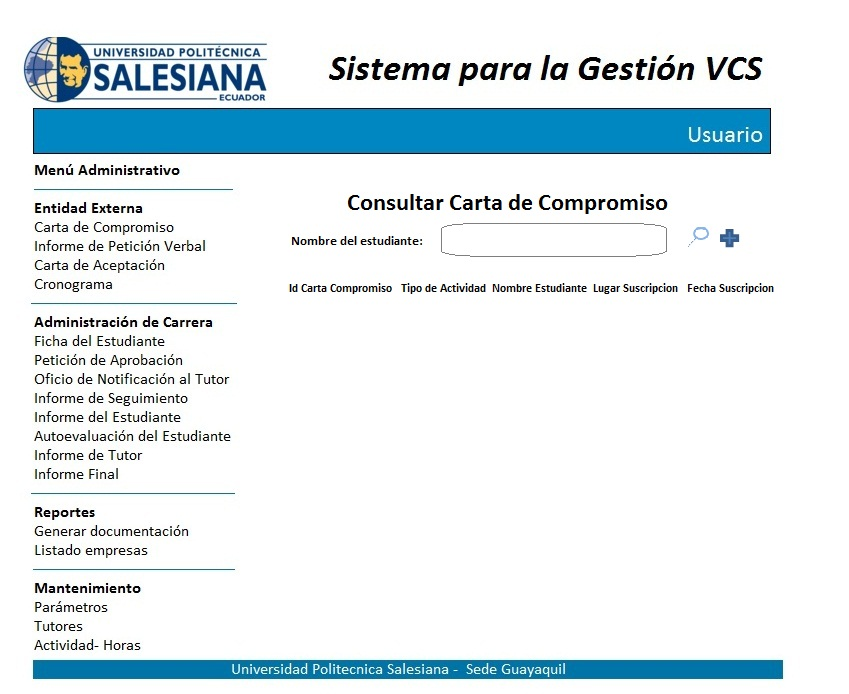 UNIVERSIDAD POLITÉCNICA
SALESIANA
ECUADOR
Sistema para la Gestión VCS
Usuario
Menú Administrativo
Entidad Externa
Carta de Compromiso
Informe de Petición Verbal
Carta de Aceptación
Cronograma
Administración de Carrera
Ficha del Estudiante
Petición de Aprobación
Oficio de Notificación al Tutor
Informe de Seguimiento
Informe del Estudiante
Autoevaluación del Estudiante
Informe de Tutor
Informe Final
Reportes
Generar documentación
Listado empresas
Mantenimiento
Parámetros
Tutores
Actividad- Horas
Consultar Carta de Compromiso
Nombre del estudiante:
Id Carta Compromiso Tipo de Actividad Nombre Estudiante Lugar Suscripcion Fecha Suscripcion
Universidad Politecnica Salesiana - Sede Guayaquil